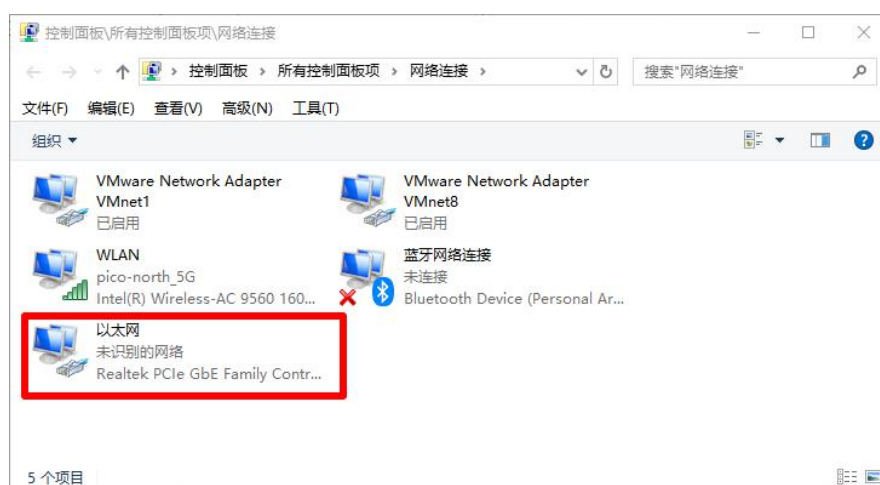 控制面板\所有控制面板项\网络连接
控制面板 › 所有控制面板项 › 网络连接 ›
搜索"网络连接"
文件(F) 编辑(E) 查看(V) 高级(N) 工具(T)
组织
VMware Network Adapter
VMnet1
已启用
VMware Network Adapter
VMnet8
已启用
WLAN
pico-north_5G
Intel(R) Wireless-AC 9560 160...
蓝牙网络连接
未连接
Bluetooth Device (Personal Ar...
以太网
未识别的网络
Realtek PCIe GbE Family Contr...
5 个项目